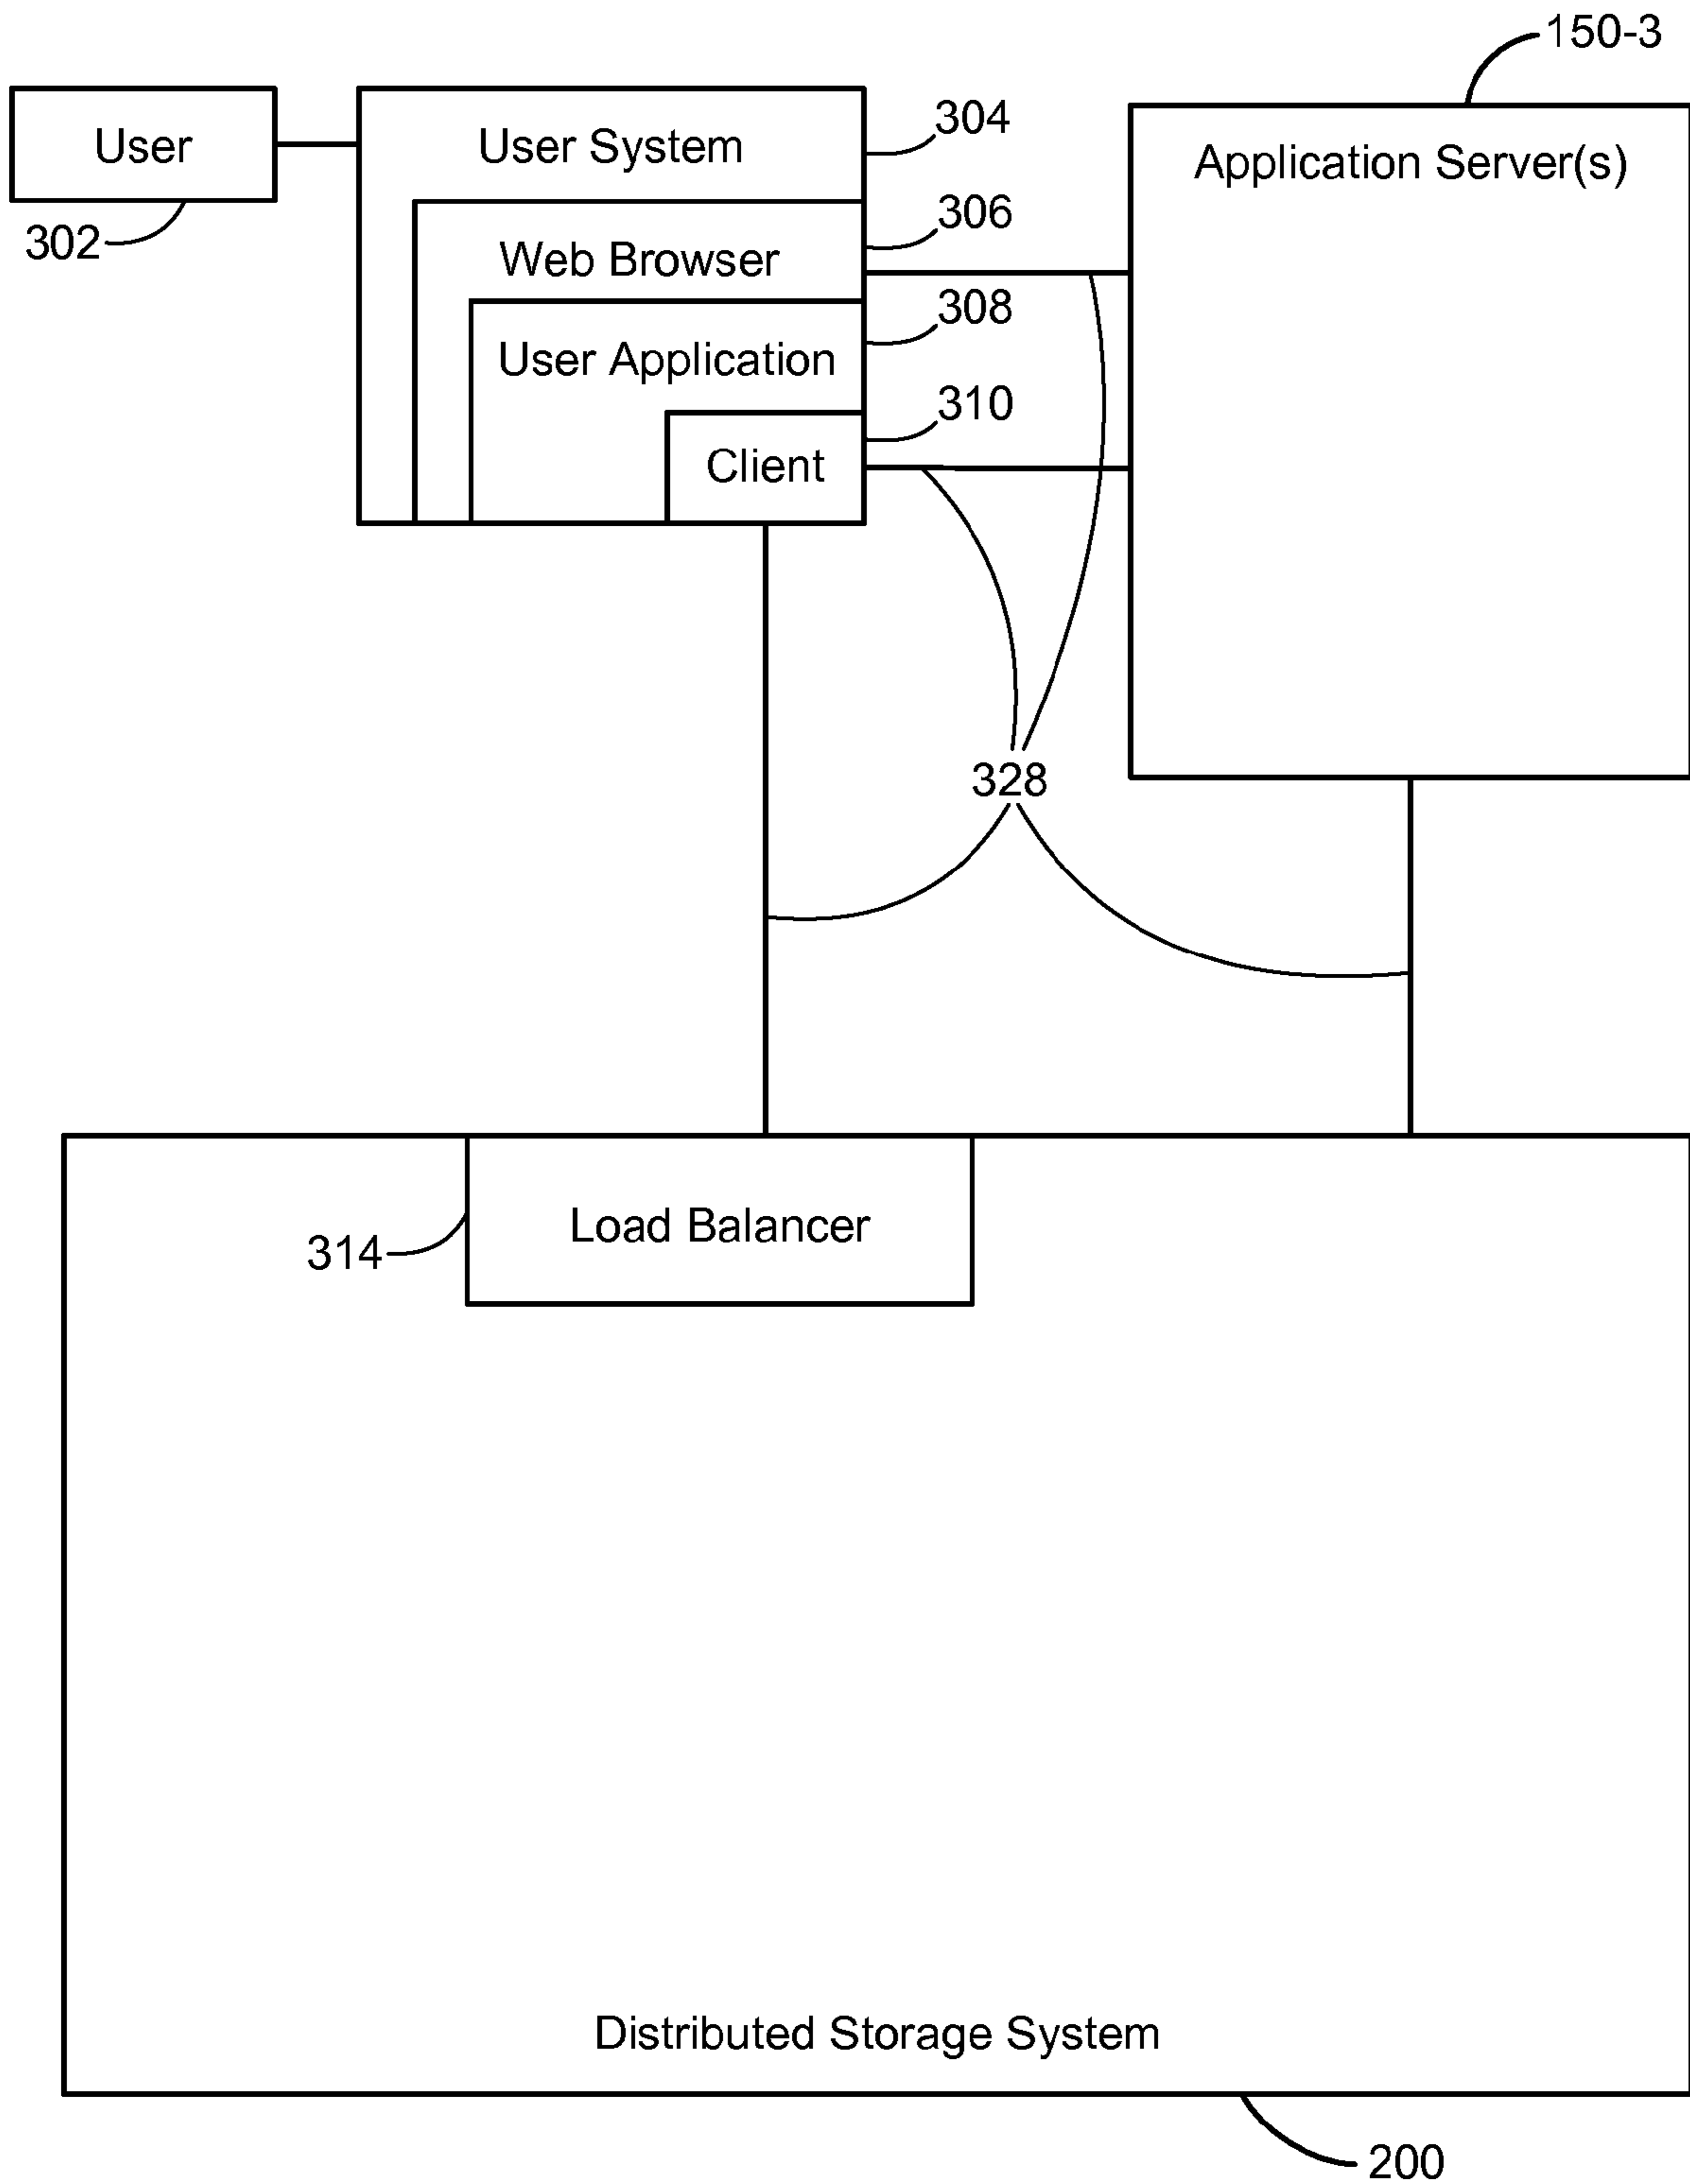 150-3
User
User System
304
Application Server(s)
302
306
Web Browser
308
User Application
310
Client
328
Load Balancer
314
Distributed Storage System
200